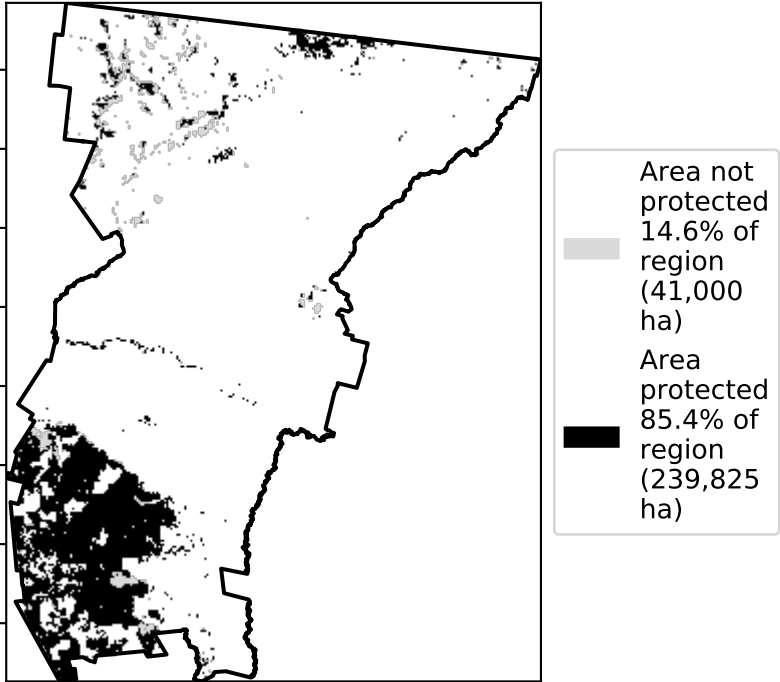 Area not
protected
14.6% of
region
(41,000
ha)
Area
protected
85.4% of
region
(239,825
ha)